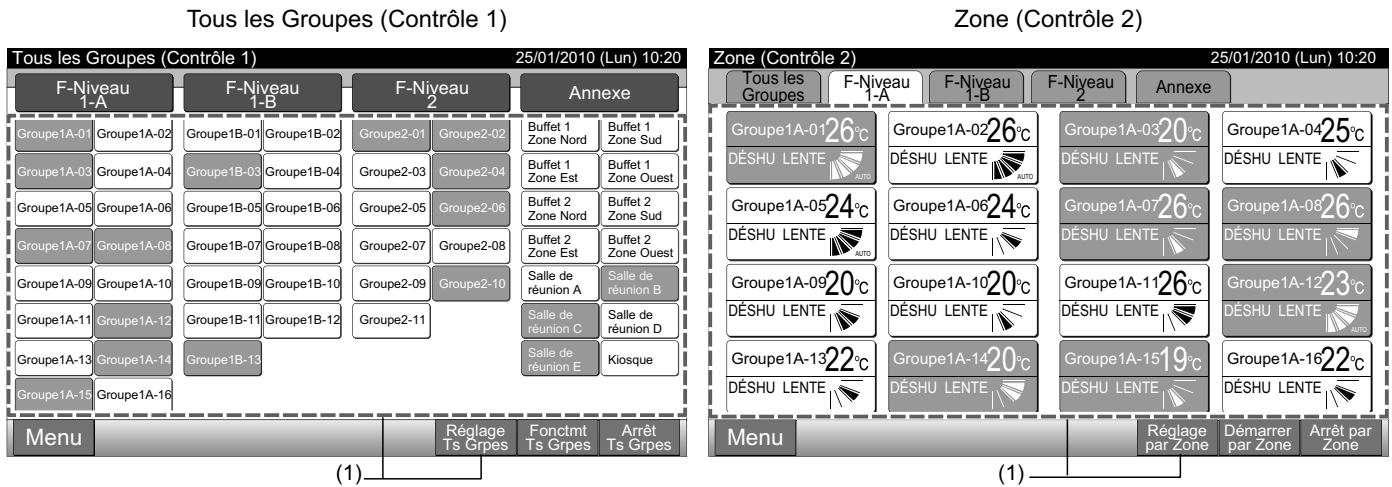 Tous les Groupes (Contrôle 1)
Tous les Groupes (Contrôle 1) 25/01/2010 (Lun) 10:20
F-Niveau 1-A F-Niveau 1-B F-Niveau 2 Annexe
Groupe1A-01 Groupe1A-02 Groupe1B-01 Groupe1B-02 Groupe2-01 Groupe2-02 Buffet 1 Zone Nord Buffet 1 Zone Sud
Groupe1A-03 Groupe1A-04 Groupe1B-03 Groupe1B-04 Groupe2-03 Groupe2-04 Buffet 1 Zone Est Buffet 1 Zone Ouest
Groupe1A-05 Groupe1A-06 Groupe1B-05 Groupe1B-06 Groupe2-05 Groupe2-06 Buffet 2 Zone Nord Buffet 2 Zone Sud
Groupe1A-07 Groupe1A-08 Groupe1B-07 Groupe1B-08 Groupe2-07 Groupe2-08 Buffet 2 Zone Est Buffet 2 Zone Ouest
Groupe1A-09 Groupe1A-10 Groupe1B-09 Groupe1B-10 Groupe2-09 Groupe2-10 Salle de réunion A Salle de réunion B
Groupe1A-11 Groupe1A-12 Groupe1B-11 Groupe1B-12 Groupe2-11 Salle de réunion C Salle de réunion D
Groupe1A-13 Groupe1A-14 Groupe1B-13 Salle de réunion E Kiosque
Groupe1A-15 Groupe1A-16
Menu Réglage Ts Grpes Fonctmt Ts Grpes Arrêt Ts Grpes
(1)
Zone (Contrôle 2)
Zone (Contrôle 2) 25/01/2010 (Lun) 10:20
Tous les Groupes F-Niveau 1-A F-Niveau 1-B F-Niveau 2 Annexe
Groupe1A-01 26°C Groupe1A-02 26°C Groupe1A-03 20°C Groupe1A-04 25°C
DÉSHU LENTE AUTO DÉSHU LENTE AUTO DÉSHU LENTE DÉSHU LENTE
Groupe1A-05 24°C Groupe1A-06 24°C Groupe1A-07 26°C Groupe1A-08 26°C
DÉSHU LENTE AUTO DÉSHU LENTE DÉSHU LENTE DÉSHU LENTE
Groupe1A-09 20°C Groupe1A-10 20°C Groupe1A-11 26°C Groupe1A-12 23°C
DÉSHU LENTE DÉSHU LENTE DÉSHU LENTE DÉSHU LENTE AUTO
Groupe1A-13 22°C Groupe1A-14 20°C Groupe1A-15 19°C Groupe1A-16 22°C
DÉSHU LENTE DÉSHU LENTE DÉSHU LENTE DÉSHU LENTE
Menu Réglage par Zone Démarrer par Zone Arrêt par Zone
(1)